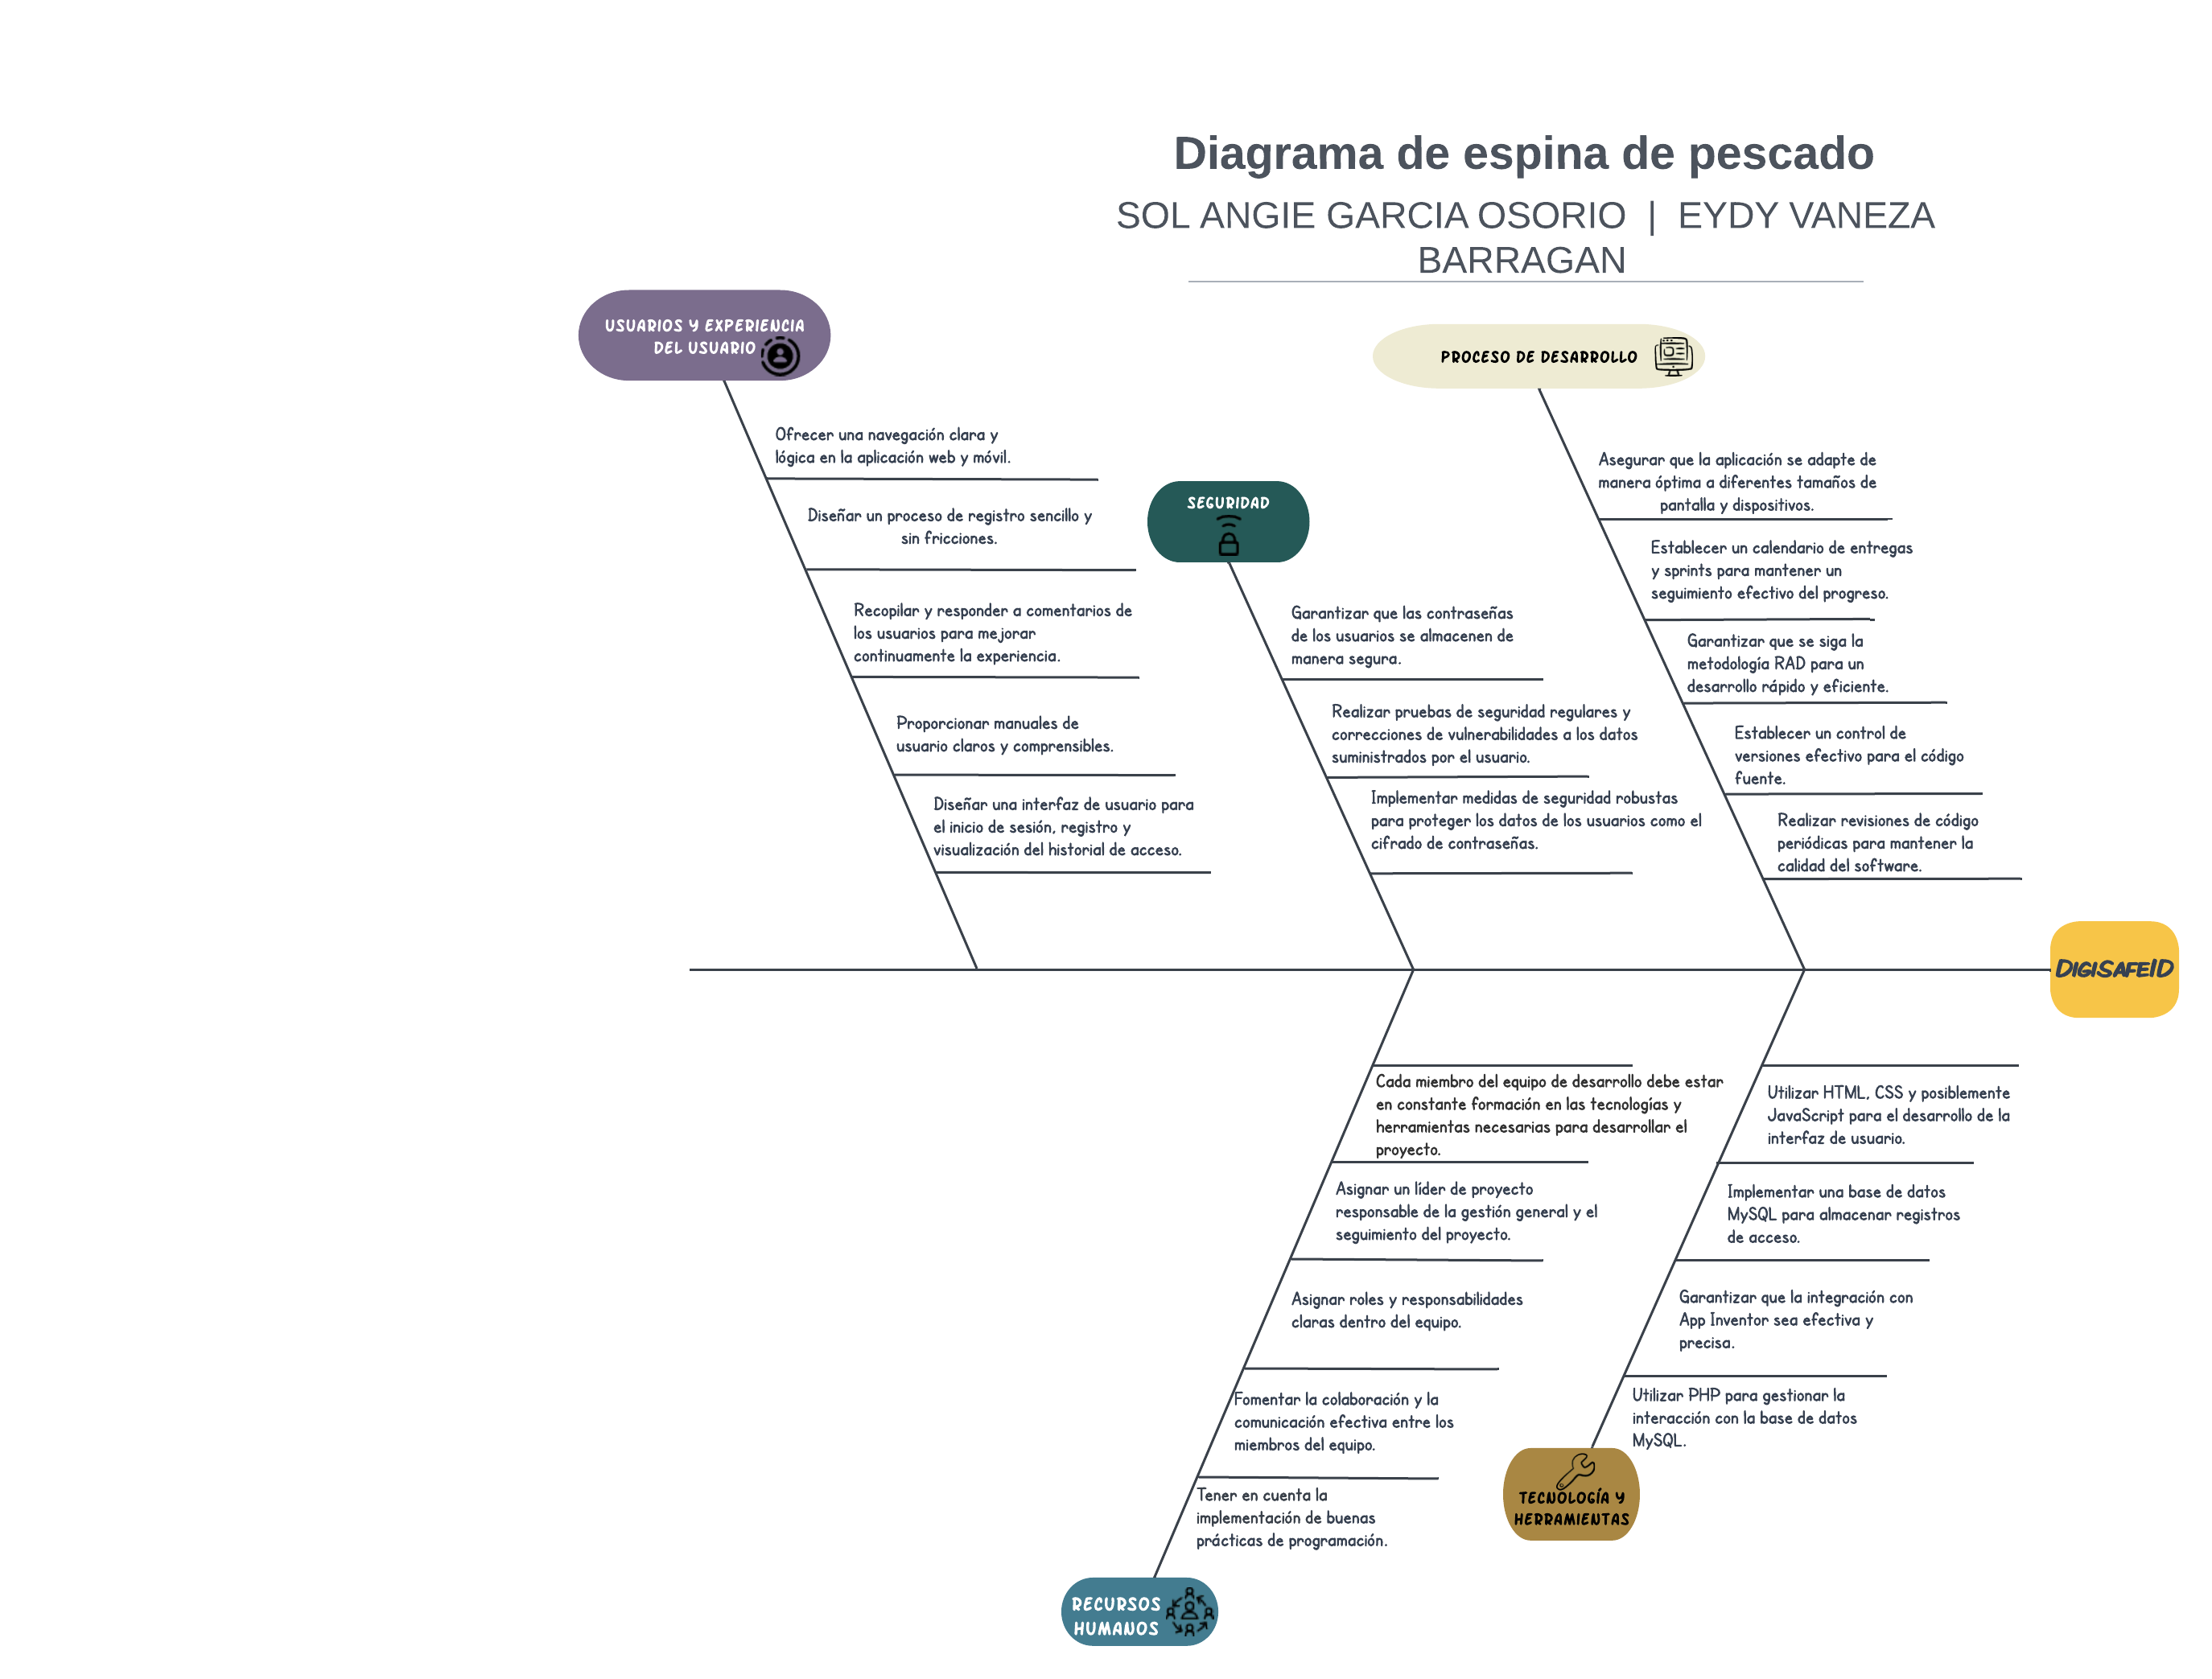 Diagrama de espina de pescado
SOL ANGIE GARCIA OSORIO | EYDY VANEZA
BARRAGAN
USUARIOS Y EXPERIENCIA
DEL USUARIO
Ofrecer una navegación clara y
lógica en la aplicación web y móvil.
Diseñar un proceso de registro sencillo y
sin fricciones.
Recopilar y responder a comentarios de
los usuarios para mejorar
continuamente la experiencia.
Proporcionar manuales de
usuario claros y comprensibles.
Diseñar una interfaz de usuario para
el inicio de sesión, registro y
visualización del historial de acceso.
SEGURIDAD
Garantizar que las contraseñas
de los usuarios se almacenen de
manera segura.
Realizar pruebas de seguridad regulares y
correcciones de vulnerabilidades a los datos
suministrados por el usuario.
Implementar medidas de seguridad robustas
para proteger los datos de los usuarios como el
cifrado de contraseñas.
PROCESO DE DESARROLLO
Asegurar que la aplicación se adapte de
manera óptima a diferentes tamaños de
pantalla y dispositivos.
Establecer un calendario de entregas
y sprints para mantener un
seguimiento efectivo del progreso.
Garantizar que se siga la
metodología RAD para un
desarrollo rápido y eficiente.
Establecer un control de
versiones efectivo para el código
fuente.
Realizar revisiones de código
periódicas para mantener la
calidad del software.
DIGISAFEID
Cada miembro del equipo de desarrollo debe estar
en constante formación en las tecnologías y
herramientas necesarias para desarrollar el
proyecto.
Asignar un líder de proyecto
responsable de la gestión general y el
seguimiento del proyecto.
Asignar roles y responsabilidades
claras dentro del equipo.
Fomentar la colaboración y la
comunicación efectiva entre los
miembros del equipo.
Tener en cuenta la
implementación de buenas
prácticas de programación.
RECURSOS
HUMANOS
Utilizar HTML, CSS y posiblemente
JavaScript para el desarrollo de la
interfaz de usuario.
Implementar una base de datos
MySQL para almacenar registros
de acceso.
Garantizar que la integración con
App Inventor sea efectiva y
precisa.
Utilizar PHP para gestionar la
interacción con la base de datos
MySQL.
TECNOLOGÍA Y
HERRAMIENTAS